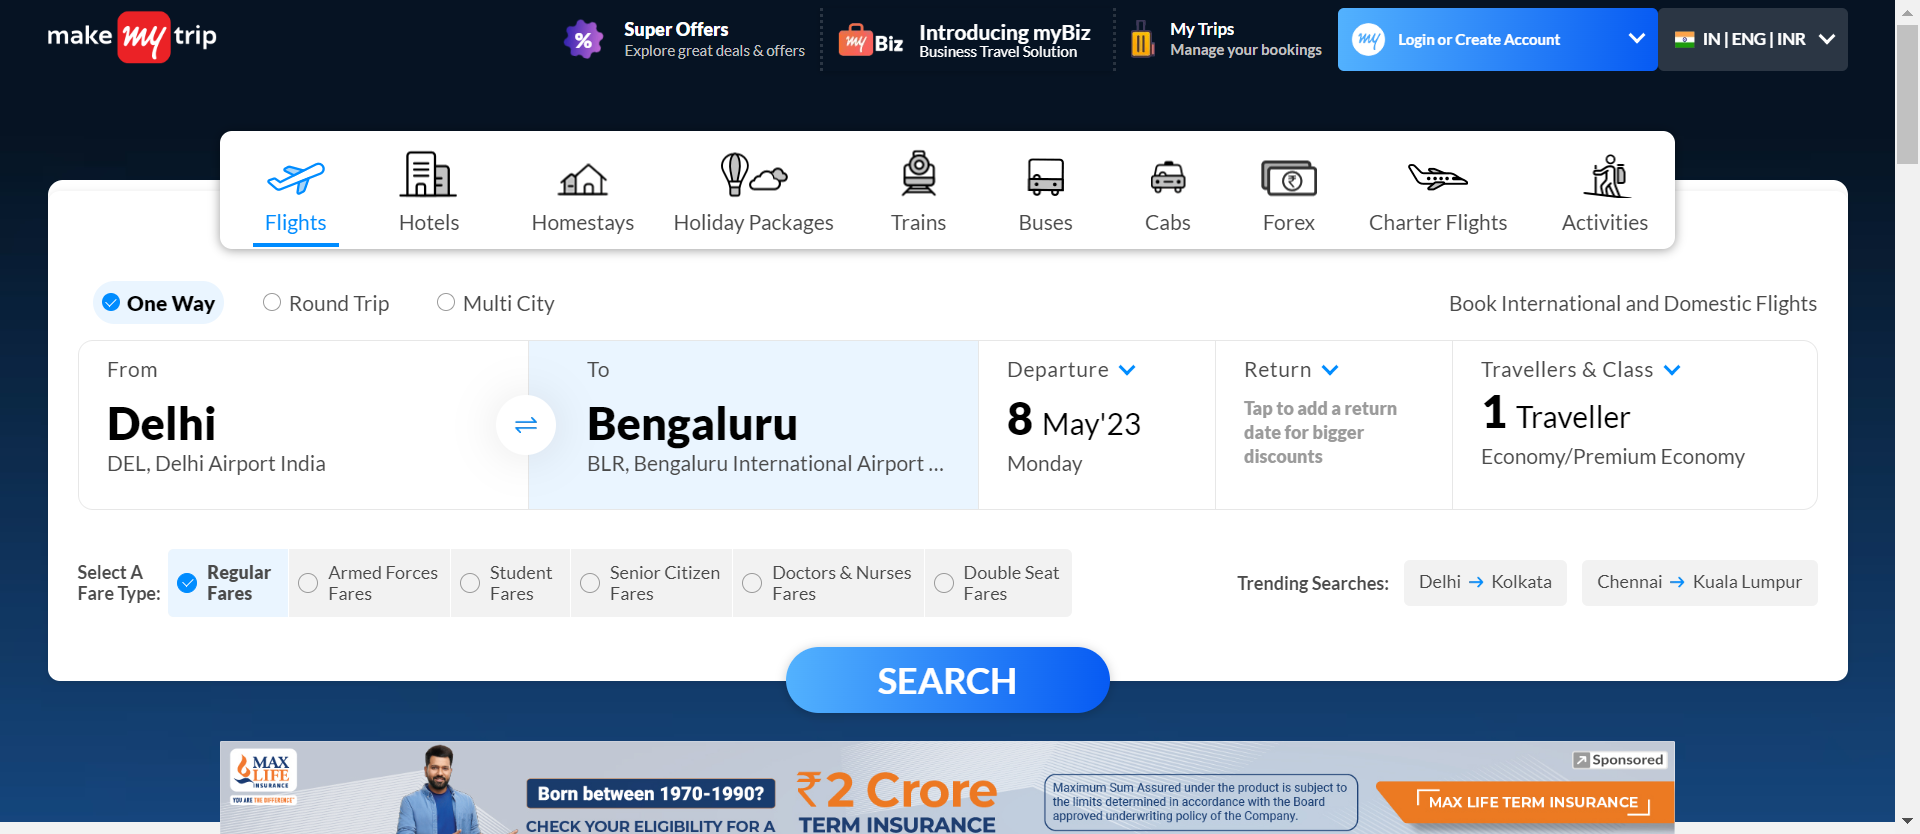 make my trip
Super Offers
Explore great deals & offers
my Biz
Introducing myBiz
Business Travel Solution
My Trips
Manage your bookings
my
Login or Create Account
IN | ENG | INR
Flights
Hotels
Homestays
Holiday Packages
Trains
Buses
Cabs
Forex
Charter Flights
Activities
One Way
Round Trip
Multi City
Book International and Domestic Flights
From
Delhi
DEL, Delhi Airport India
To
Bengaluru
BLR, Bengaluru International Airport ...
Departure
8 May'23
Monday
Return
Tap to add a return
date for bigger
discounts
Travellers & Class
1 Traveller
Economy/Premium Economy
Select A
Fare Type:
Regular
Fares
Armed Forces
Fares
Student
Fares
Senior Citizen
Fares
Doctors & Nurses
Fares
Double Seat
Fares
Trending Searches:
Delhi → Kolkata
Chennai → Kuala Lumpur
SEARCH
MAX
LIFE
INSURANCE
YOU ARE THE DIFFERENCE
Born between 1970-1990?
CHECK YOUR ELIGIBILITY FOR A
₹2 Crore
TERM INSURANCE
Maximum Sum Assured under the product is subject to
the limits determined in accordance with the Board
approved underwriting policy of the Company.
Sponsored
MAX LIFE TERM INSURANCE